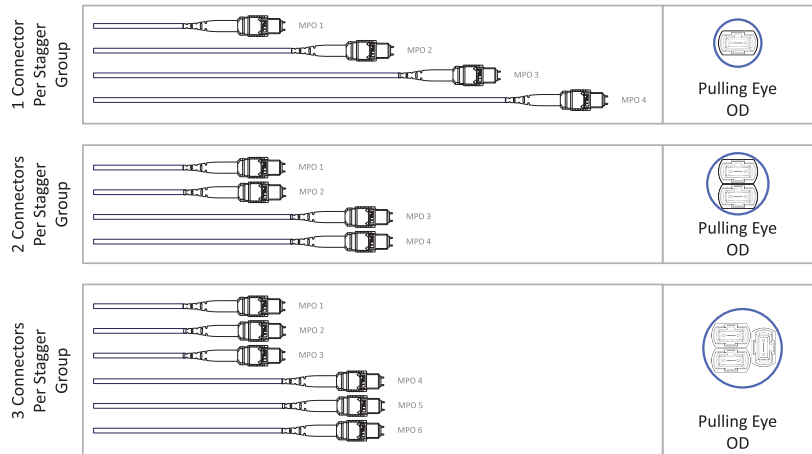 1 Connector
Per Stagger
Group
MPO 1
MPO 2
MPO 3
MPO 4
Pulling Eye
OD
2 Connectors
Per Stagger
Group
MPO 1
MPO 2
MPO 3
MPO 4
Pulling Eye
OD
3 Connectors
Per Stagger
Group
MPO 1
MPO 2
MPO 3
MPO 4
MPO 5
MPO 6
Pulling Eye
OD